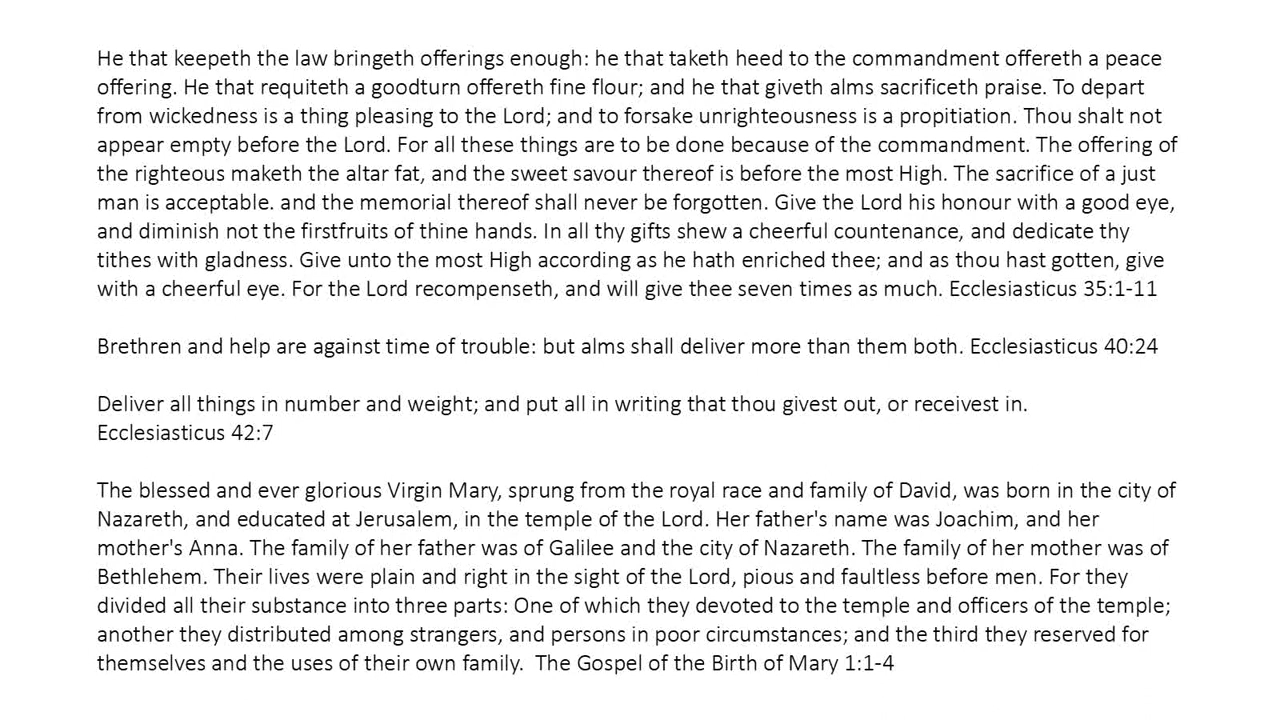 He that keepeth the law bringeth offerings enough: he that taketh heed to the commandment offereth a peace
offering. He that requiteth a goodturn offereth fine flour; and he that giveth alms sacrificeth praise. To depart
from wickedness is a thing pleasing to the Lord; and to forsake unrighteousness is a propitiation. Thou shalt not
appear empty before the Lord. For all these things are to be done because of the commandment. The offering of
the righteous maketh the altar fat, and the sweet savour thereof is before the most High. The sacrifice of a just
man is acceptable. and the memorial thereof shall never be forgotten. Give the Lord his honour with a good eye,
and diminish not the firstfruits of thine hands. In all thy gifts shew a cheerful countenance, and dedicate thy
tithes with gladness. Give unto the most High according as he hath enriched thee; and as thou hast gotten, give
with a cheerful eye. For the Lord recompenseth, and will give thee seven times as much. Ecclesiasticus 35:1-11
Brethren and help are against time of trouble: but alms shall deliver more than them both. Ecclesiasticus 40:24
Deliver all things in number and weight; and put all in writing that thou givest out, or receivest in.
Ecclesiasticus 42:7
The blessed and ever glorious Virgin Mary, sprung from the royal race and family of David, was born in the city of
Nazareth, and educated at Jerusalem, in the temple of the Lord. Her father's name was Joachim, and her
mother's Anna. The family of her father was of Galilee and the city of Nazareth. The family of her mother was of
Bethlehem. Their lives were plain and right in the sight of the Lord, pious and faultless before men. For they
divided all their substance into three parts: One of which they devoted to the temple and officers of the temple;
another they distributed among strangers, and persons in poor circumstances; and the third they reserved for
themselves and the uses of their own family.  The Gospel of the Birth of Mary 1:1-4